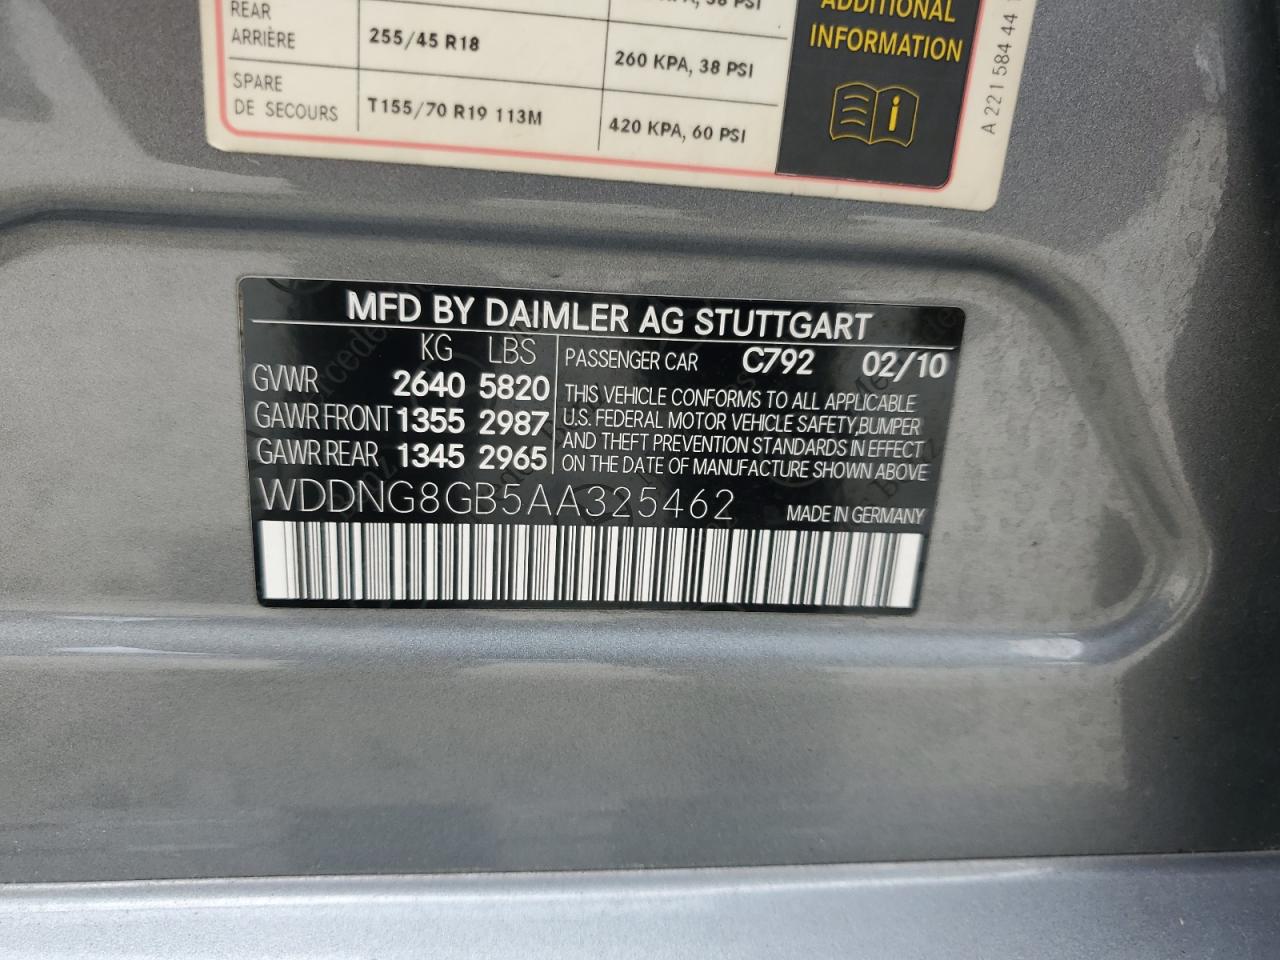 38 PSI
REAR
ARRIÈRE 255/45 R18 260 KPA, 38 PSI
SPARE
DE SECOURS T155/70 R19 113M 420 KPA, 60 PSI
ADDITIONAL
INFORMATION
A 221 584 44
MFD BY DAIMLER AG STUTTGART
KG LBS PASSENGER CAR C792 02/10
GVWR 2640 5820
GAWR FRONT 1355 2987
GAWR REAR 1345 2965
THIS VEHICLE CONFORMS TO ALL APPLICABLE
U.S. FEDERAL MOTOR VEHICLE SAFETY,BUMPER
AND THEFT PREVENTION STANDARDS IN EFFECT
ON THE DATE OF MANUFACTURE SHOWN ABOVE
WDDNG8GB5AA325462 MADE IN GERMANY